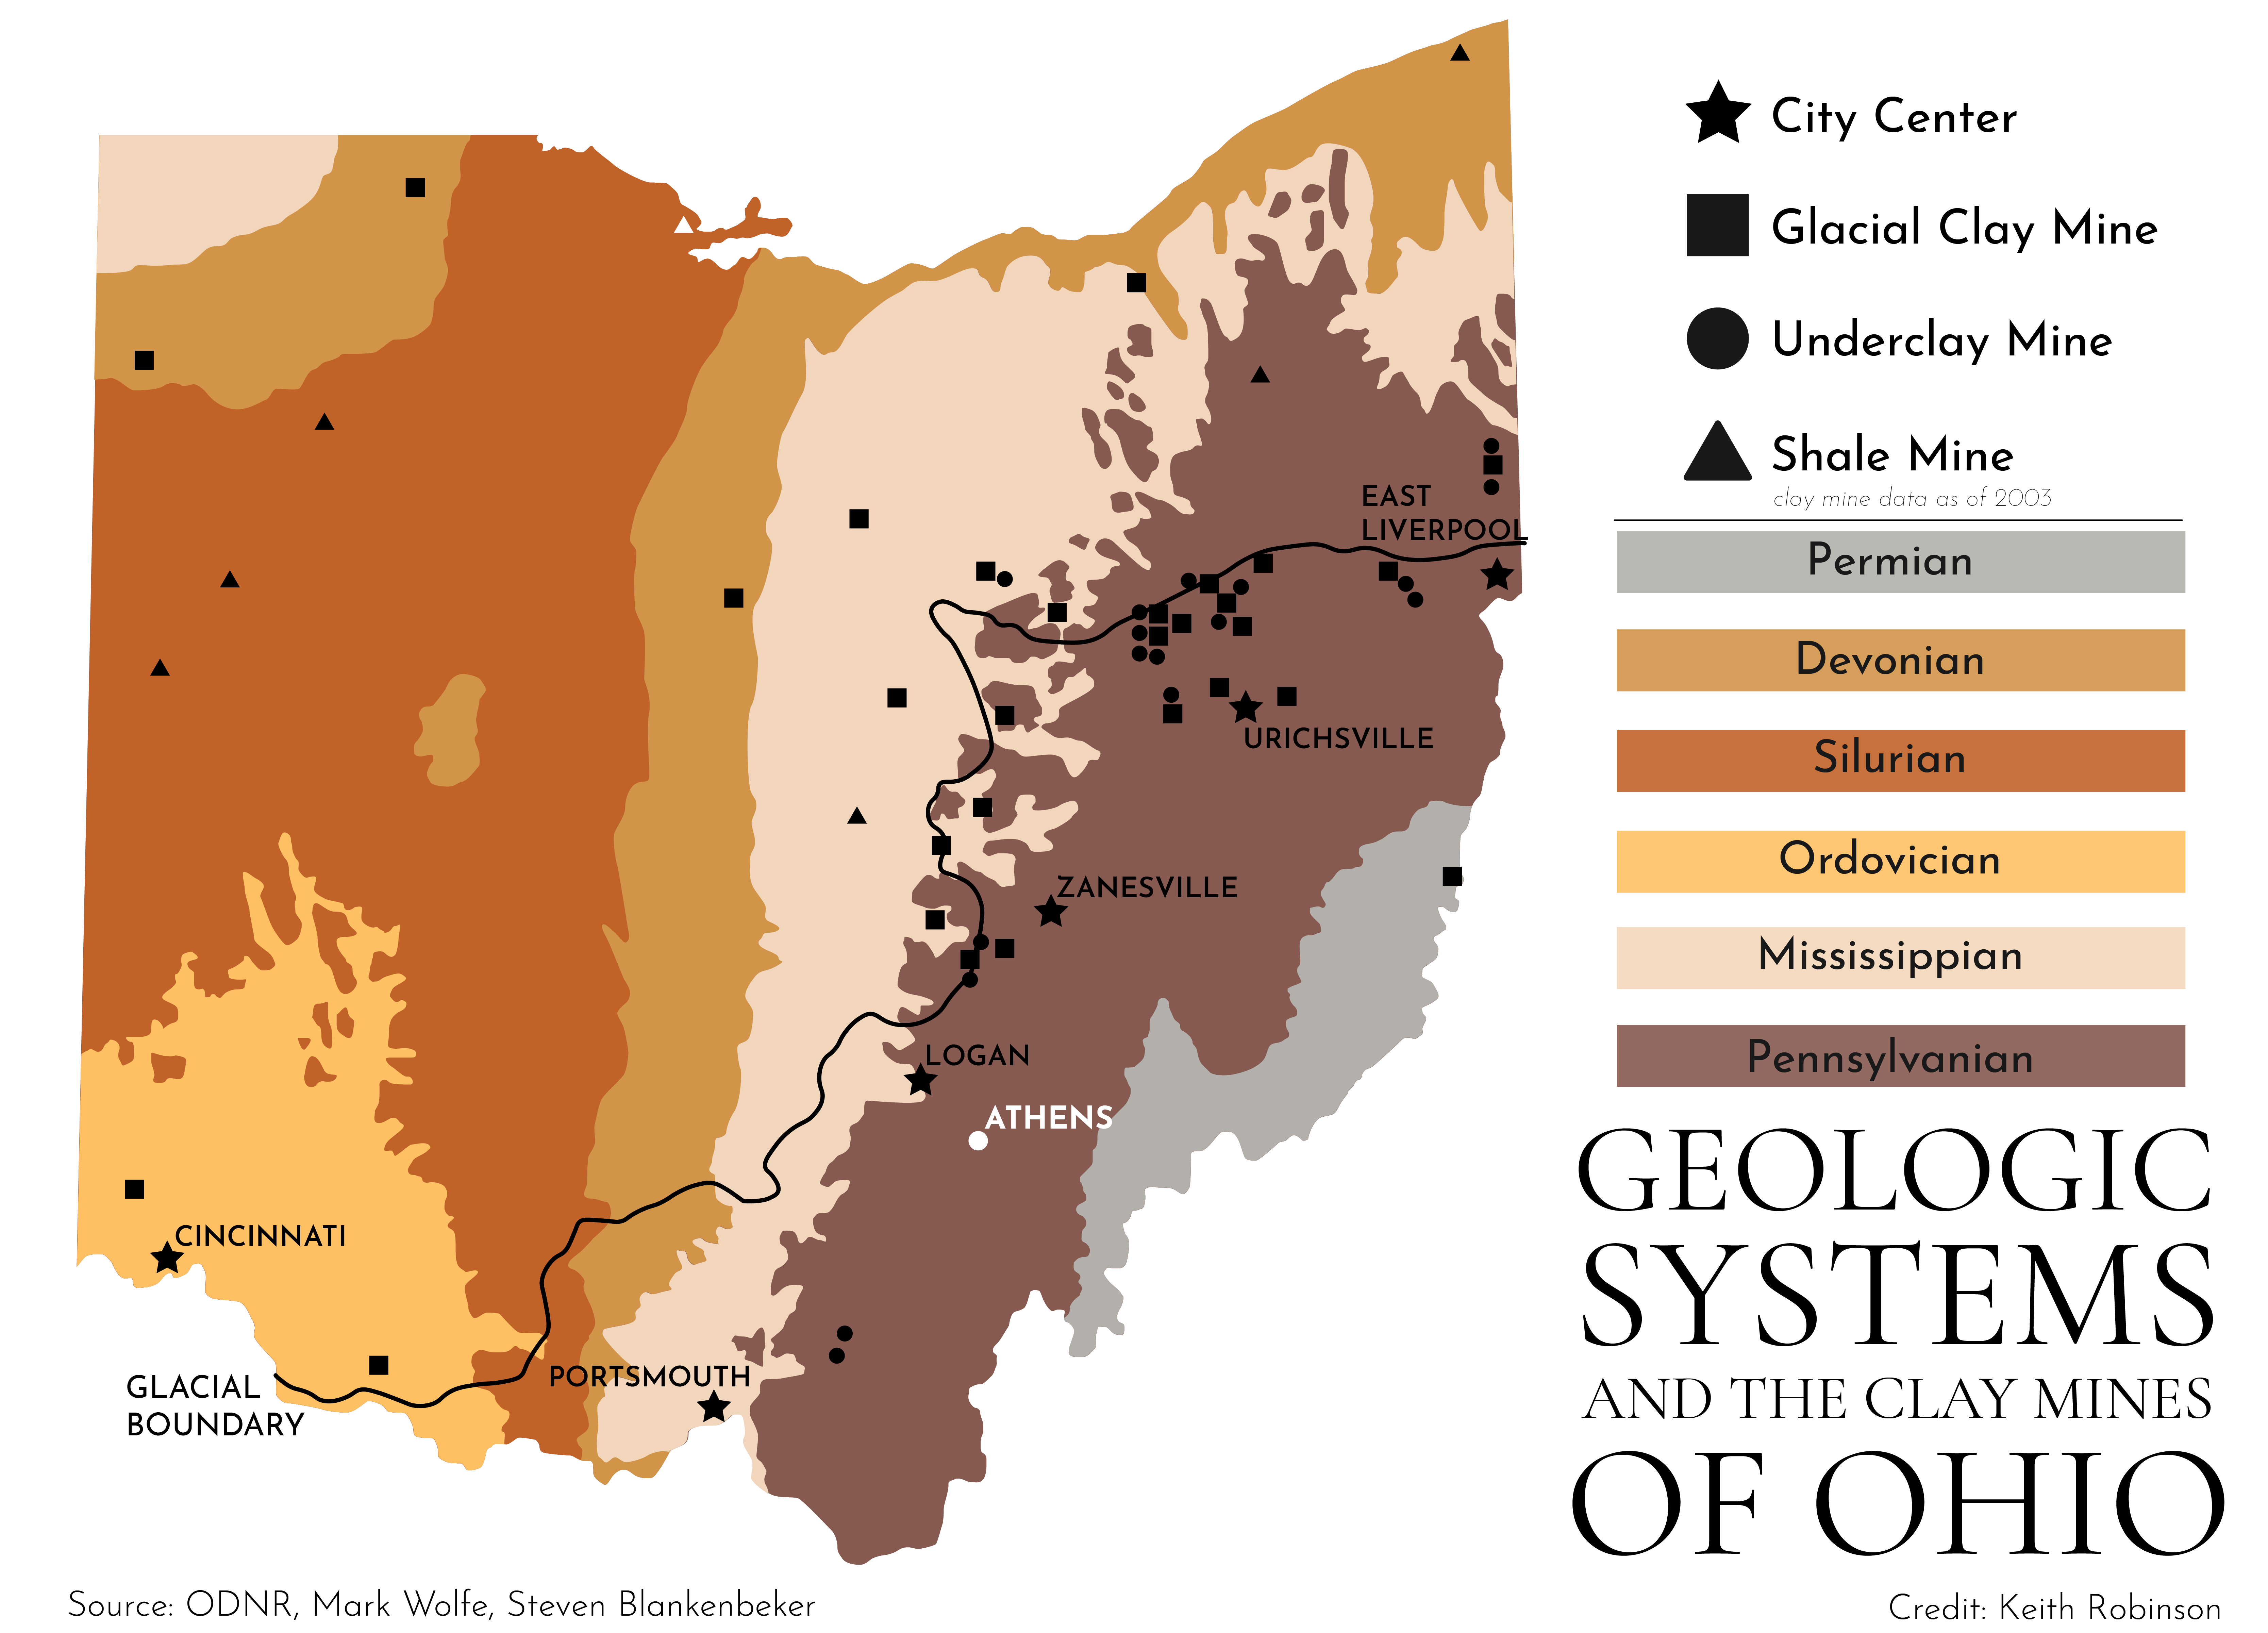 City Center
Glacial Clay Mine
Underclay Mine
Shale Mine
clay mine data as of 2003
Permian
Devonian
Silurian
Ordovician
Mississippian
Pennsylvanian
EAST
LIVERPOOL
URICHSVILLE
ZANESVILLE
LOGAN
ATHENS
CINCINNATI
PORTSMOUTH
GLACIAL
BOUNDARY
GEOLOGIC
SYSTEMS
AND THE CLAY MINES
OF OHIO
Source: ODNR, Mark Wolfe, Steven Blankenbeker
Credit: Keith Robinson